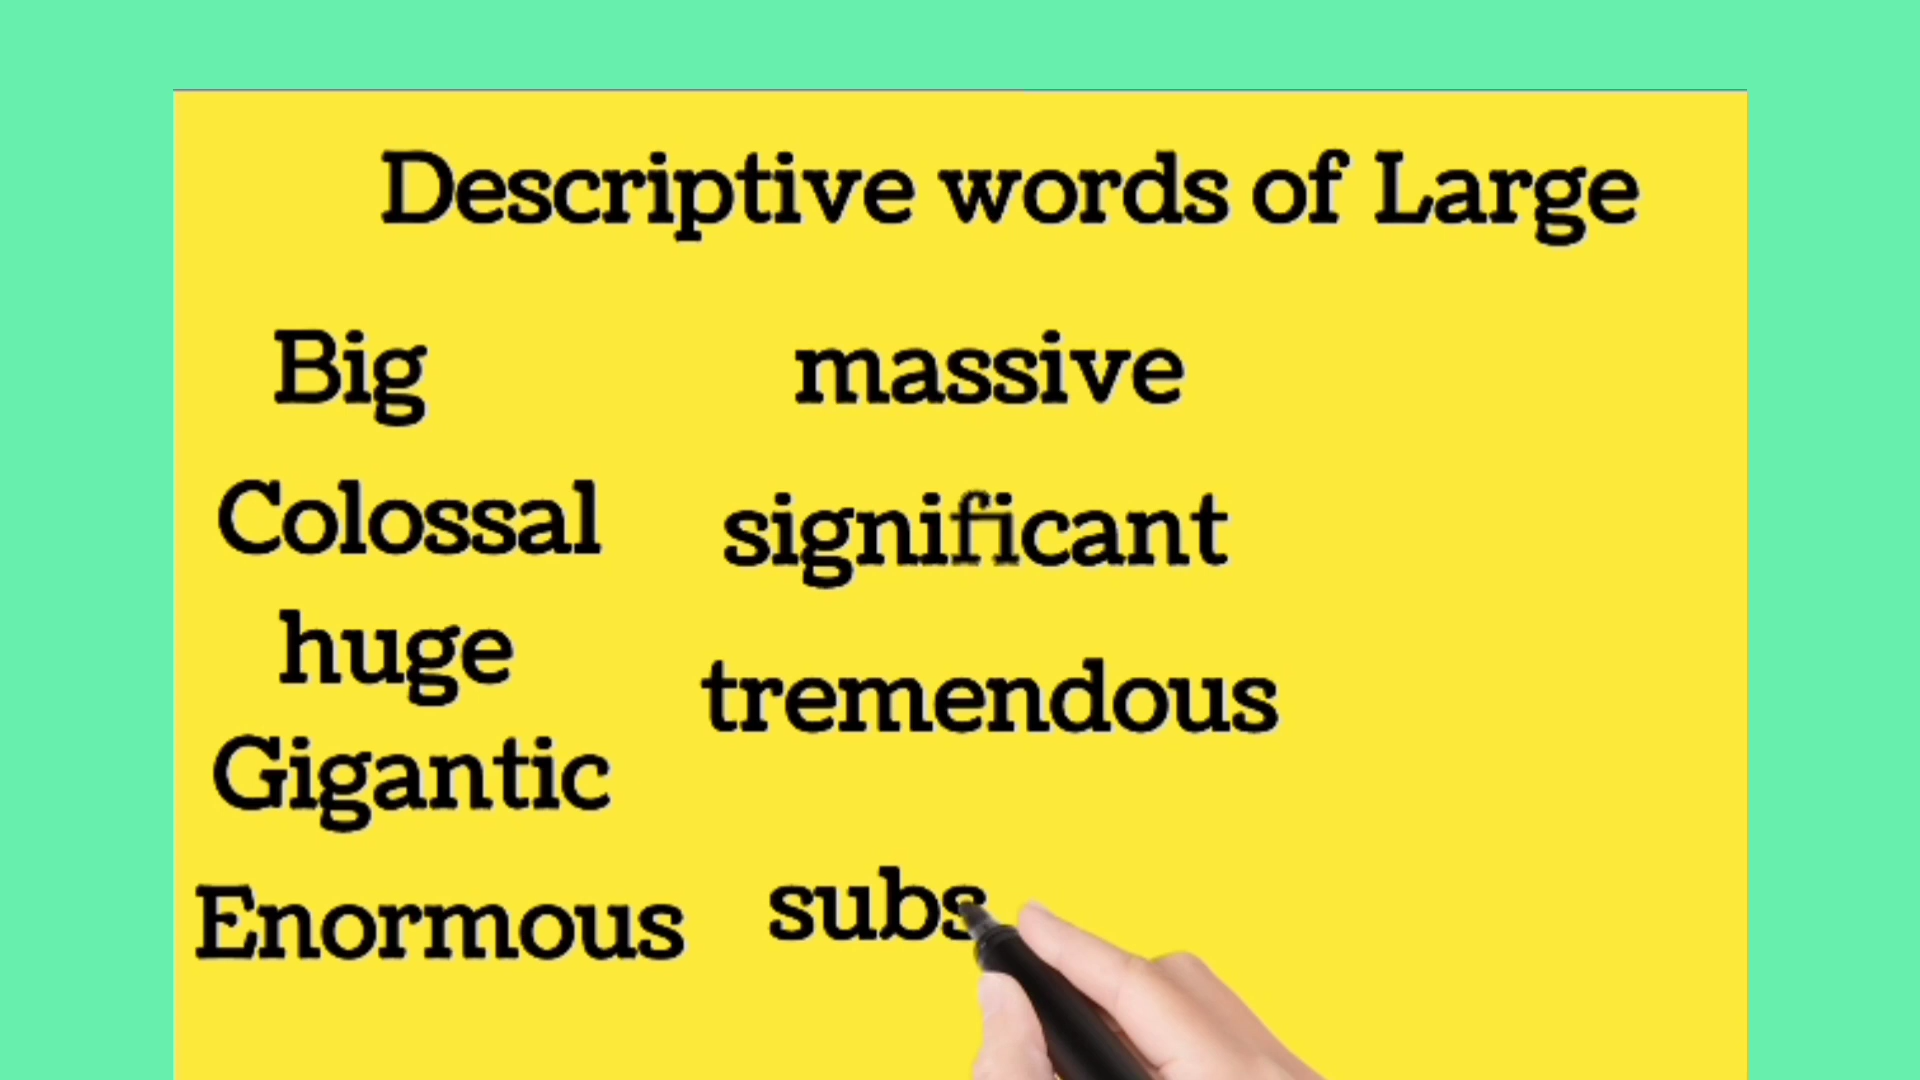 Descriptive words of Large
Big
Colossal
huge
Gigantic
Enormous
massive
significant
tremendous
subs